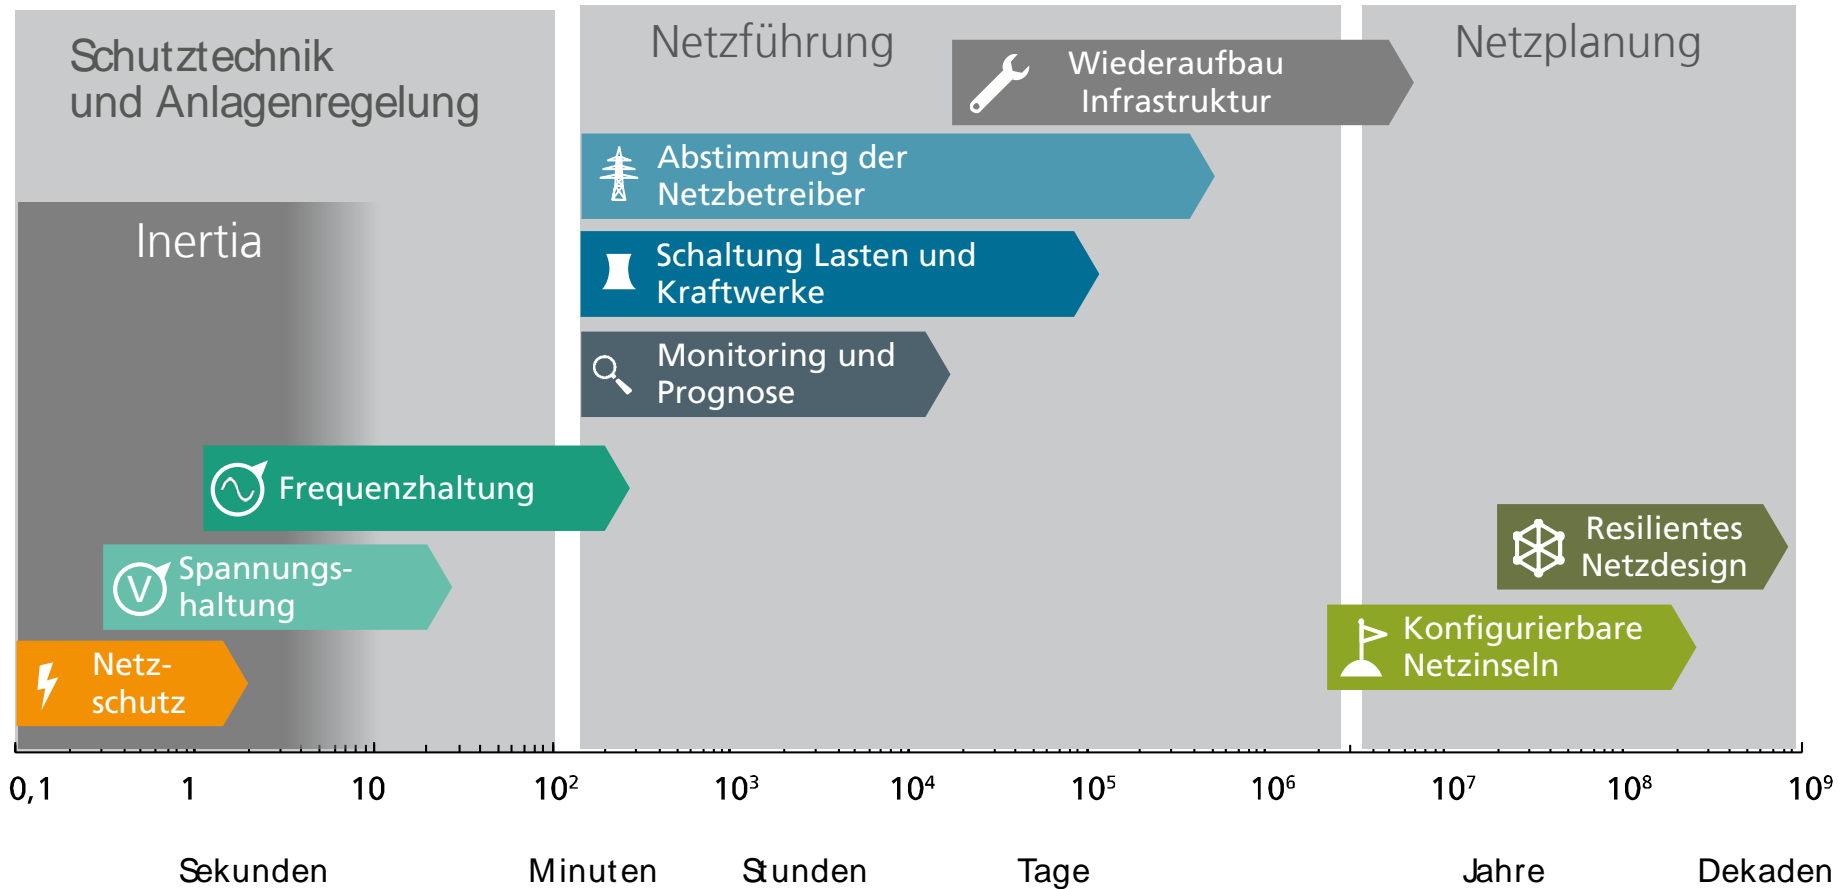 Schutztechnik
und Anlagenregelung
Netzführung
Netzplanung
Wiederaufbau
Infrastruktur
Abstimmung der
Netzbetreiber
Inertia
Schaltung Lasten und
Kraftwerke
Monitoring und
Prognose
Frequenzhaltung
Resilientes
Netzdesign
V
Spannungs-
haltung
Konfigurierbare
Netzinseln
Netz-
schutz
0,1 1 10 10² 10³ 10⁴ 10⁵ 10⁶ 10⁷ 10⁸ 10⁹
Sekunden Minuten Stunden Tage Jahre Dekaden